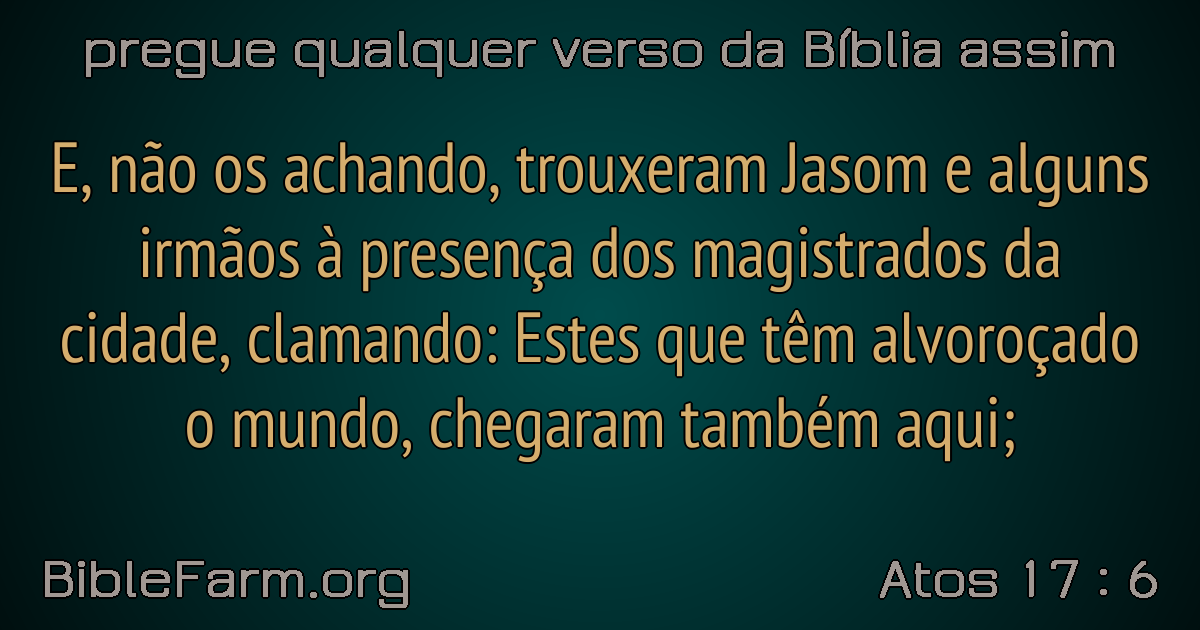 pregue qualquer verso da Bíblia assim
E, não os achando, trouxeram Jasom e alguns
irmãos à presença dos magistrados da
cidade, clamando: Estes que têm alvoroçado
o mundo, chegaram também aqui;
BibleFarm.org
Atos 17 : 6